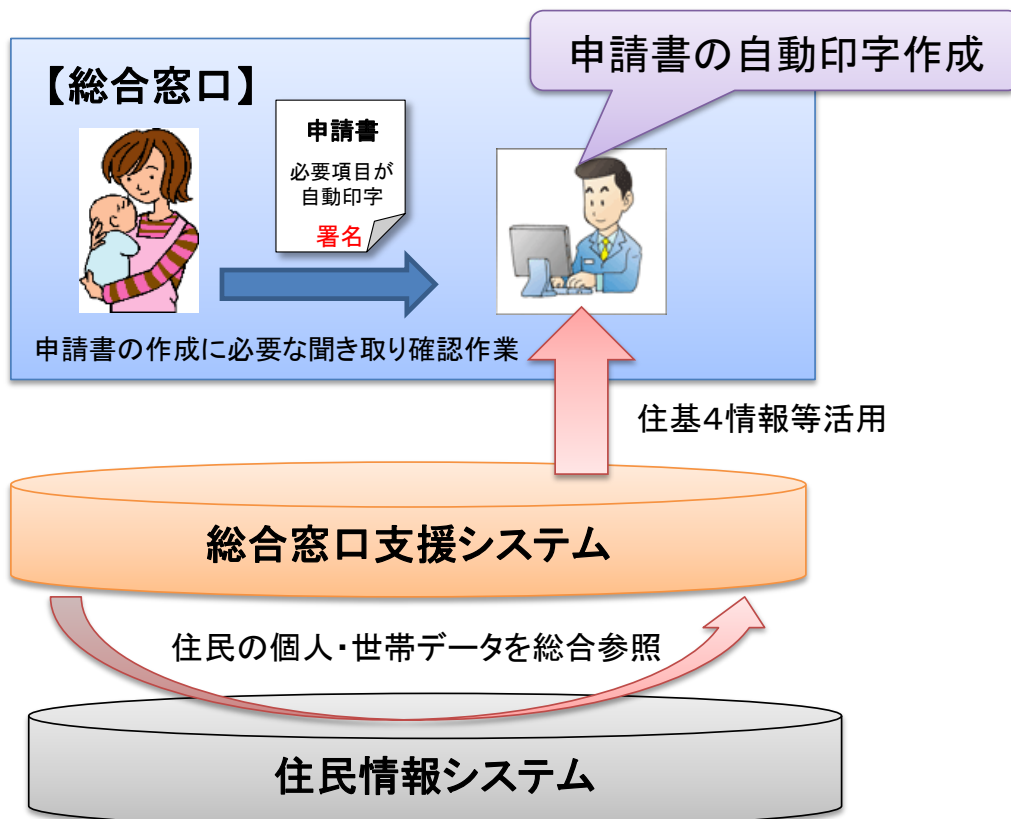 申請書の自動印字作成
【総合窓口】
申請書
必要項目が
自動印字
署名
申請書の作成に必要な聞き取り確認作業
住基4情報等活用
総合窓口支援システム
住民の個人・世帯データを総合参照
住民情報システム